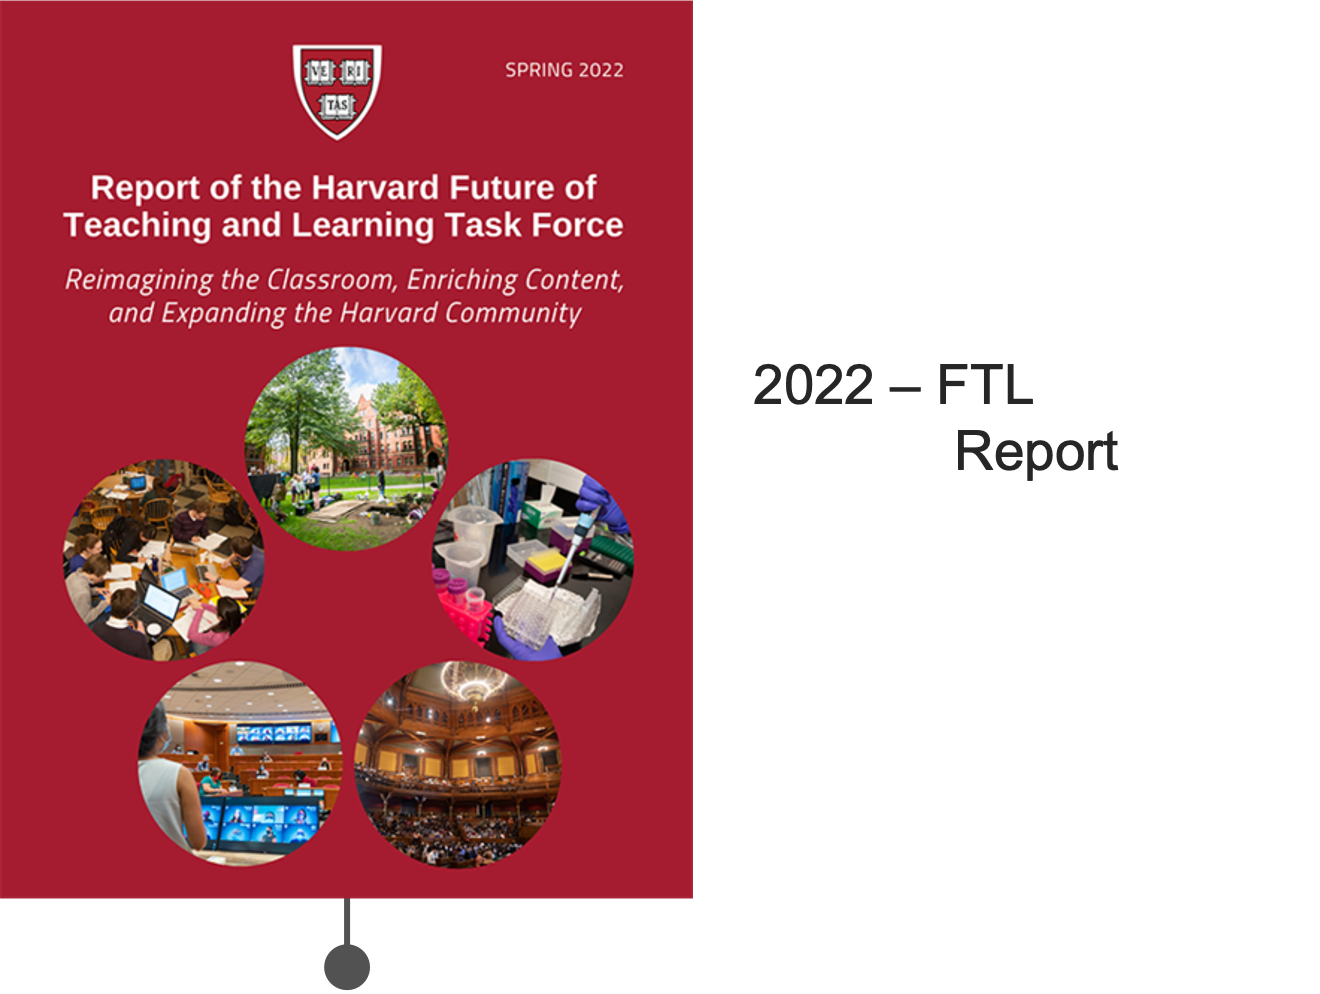 VE RI
TAS
SPRING 2022
Report of the Harvard Future of
Teaching and Learning Task Force
Reimagining the Classroom, Enriching Content,
and Expanding the Harvard Community
2022 – FTL
Report